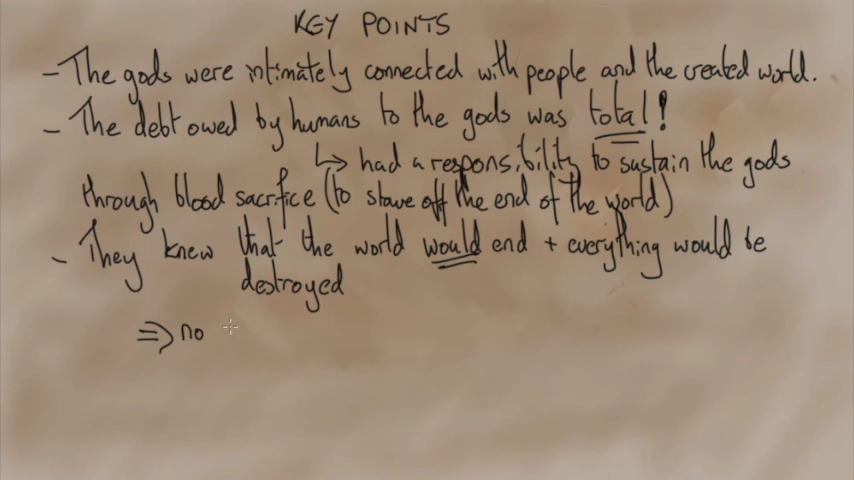 KEY POINTS
- The gods were intimately connected with people and the created world.
- The debt owed by humans to the gods was total!
↳ had a responsibility to sustain the gods
through blood sacrifice (to stave off the end of the world)
- They knew that the world would end + everything would be
destroyed
⇒ no